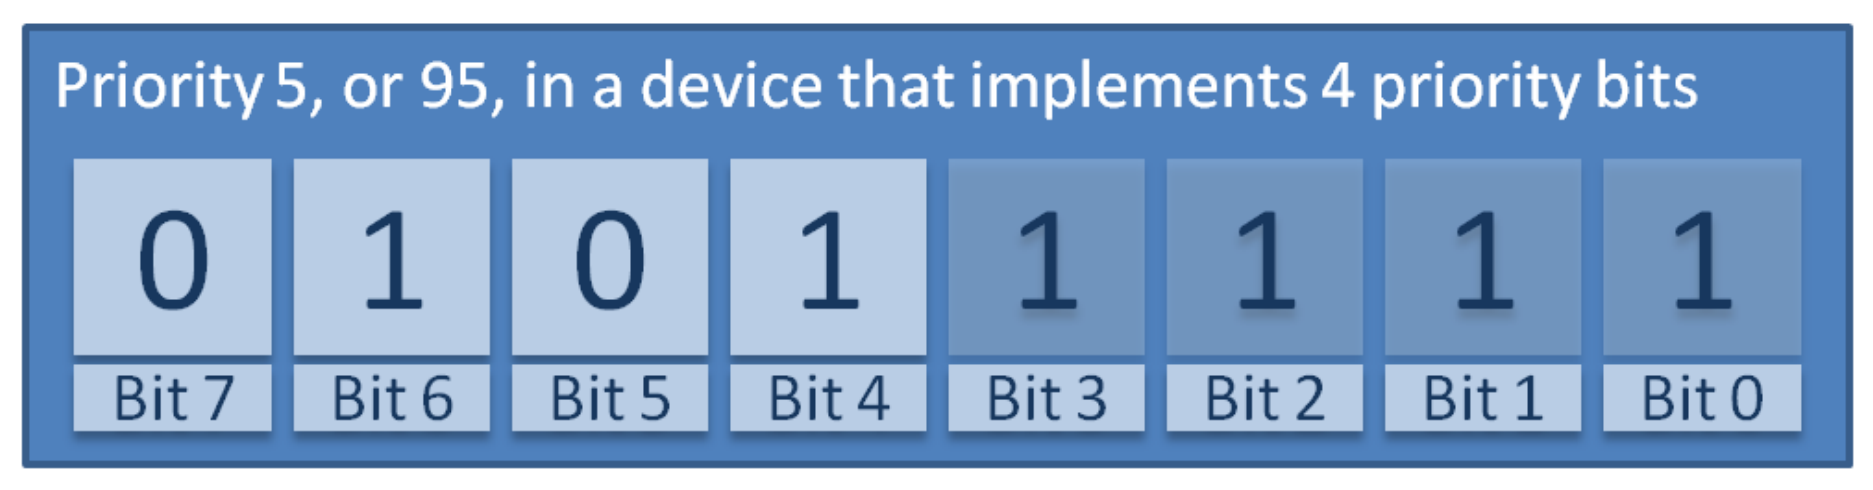 Priority 5, or 95, in a device that implements 4 priority bits
0 1 0 1 1 1 1 1
Bit 7 Bit 6 Bit 5 Bit 4 Bit 3 Bit 2 Bit 1 Bit 0